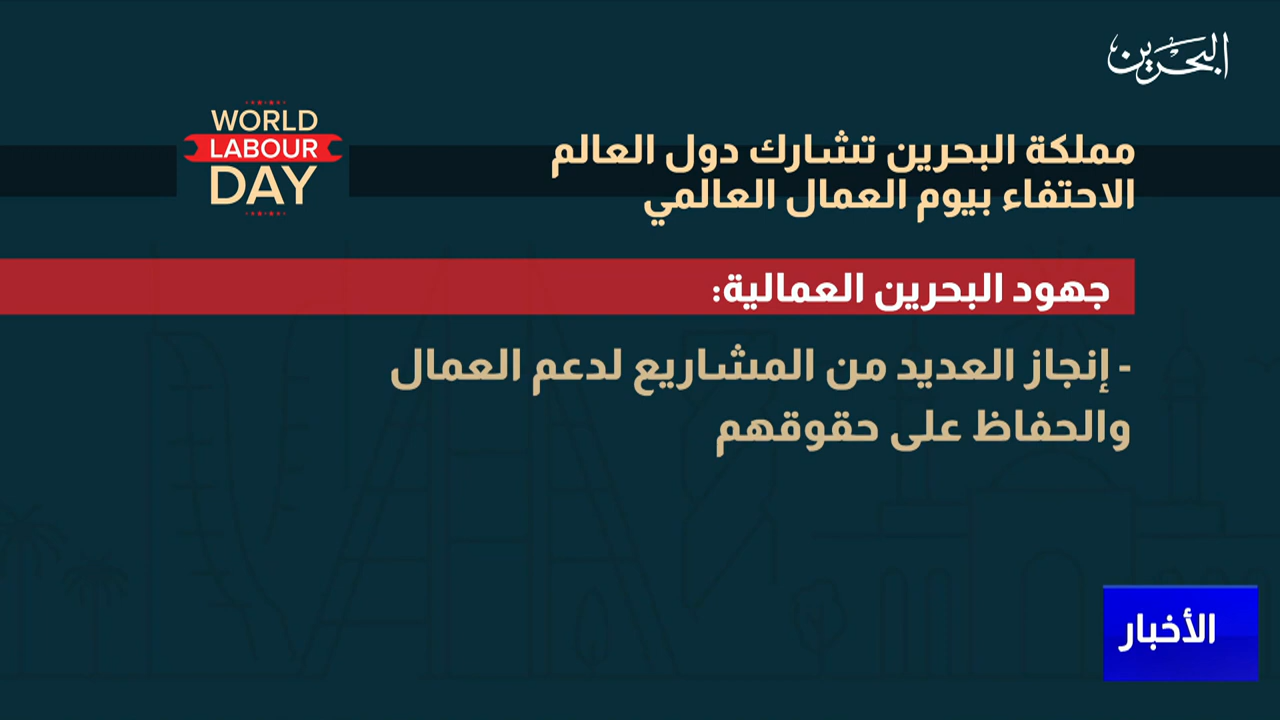 البحرين
WORLD
LABOUR
DAY
مملكة البحرين تشارك دول العالم
الاحتفاء بيوم العمال العالمي
جهود البحرين العمالية:
- إنجاز العديد من المشاريع لدعم العمال
والحفاظ على حقوقهم
الأخبار